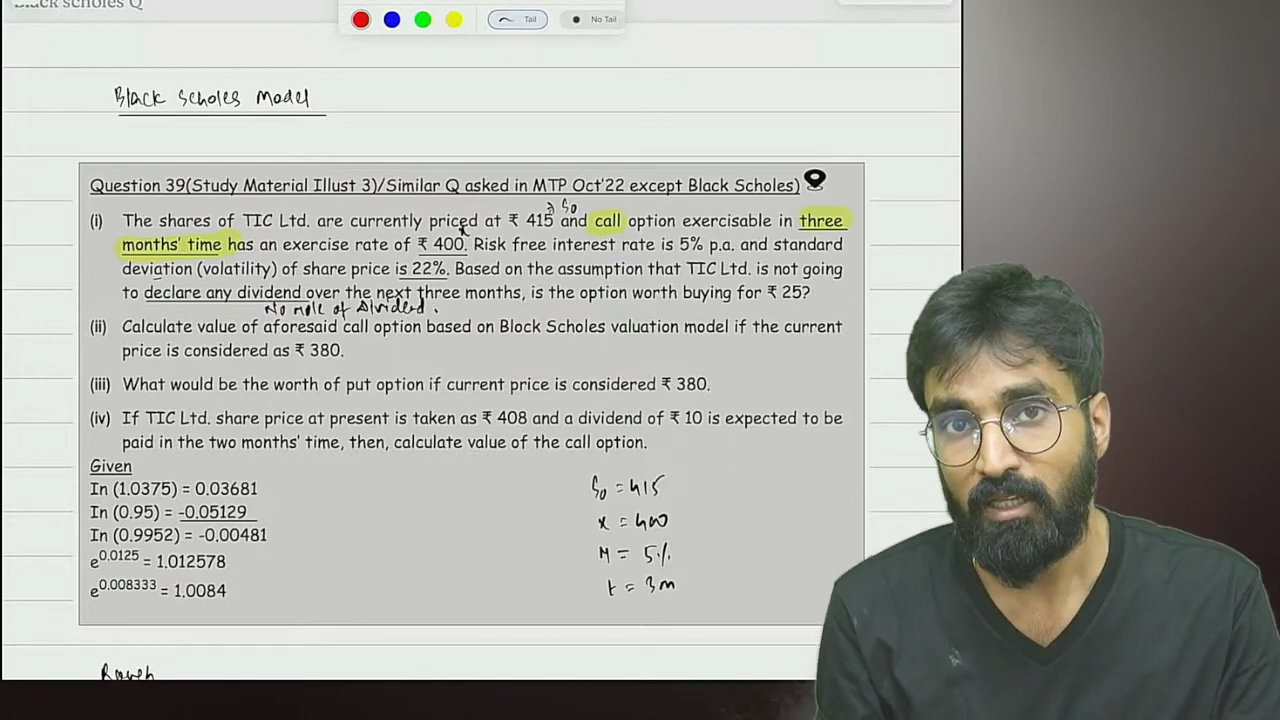 Black scholes Q
Tail
No Tail
Black Scholes Model
Question 39(Study Material Illust 3)/Similar Q asked in MTP Oct'22 except Black Scholes)
→ S0
(i) The shares of TIC Ltd. are currently priced at ₹ 415 and call option exercisable in three
months' time has an exercise rate of ₹ 400. Risk free interest rate is 5% p.a. and standard
deviation (volatility) of share price is 22%. Based on the assumption that TIC Ltd. is not going
to declare any dividend over the next three months, is the option worth buying for ₹ 25?
No role of Dividend.
(ii) Calculate value of aforesaid call option based on Block Scholes valuation model if the current
price is considered as ₹ 380.
(iii) What would be the worth of put option if current price is considered ₹ 380.
(iv) If TIC Ltd. share price at present is taken as ₹ 408 and a dividend of ₹ 10 is expected to be
paid in the two months' time, then, calculate value of the call option.
Given
In (1.0375) = 0.03681
In (0.95) = -0.05129
In (0.9952) = -0.00481
e^0.0125 = 1.012578
e^0.008333 = 1.0084
S0 = 415
x = 400
r = 5%
t = 3m
Rough